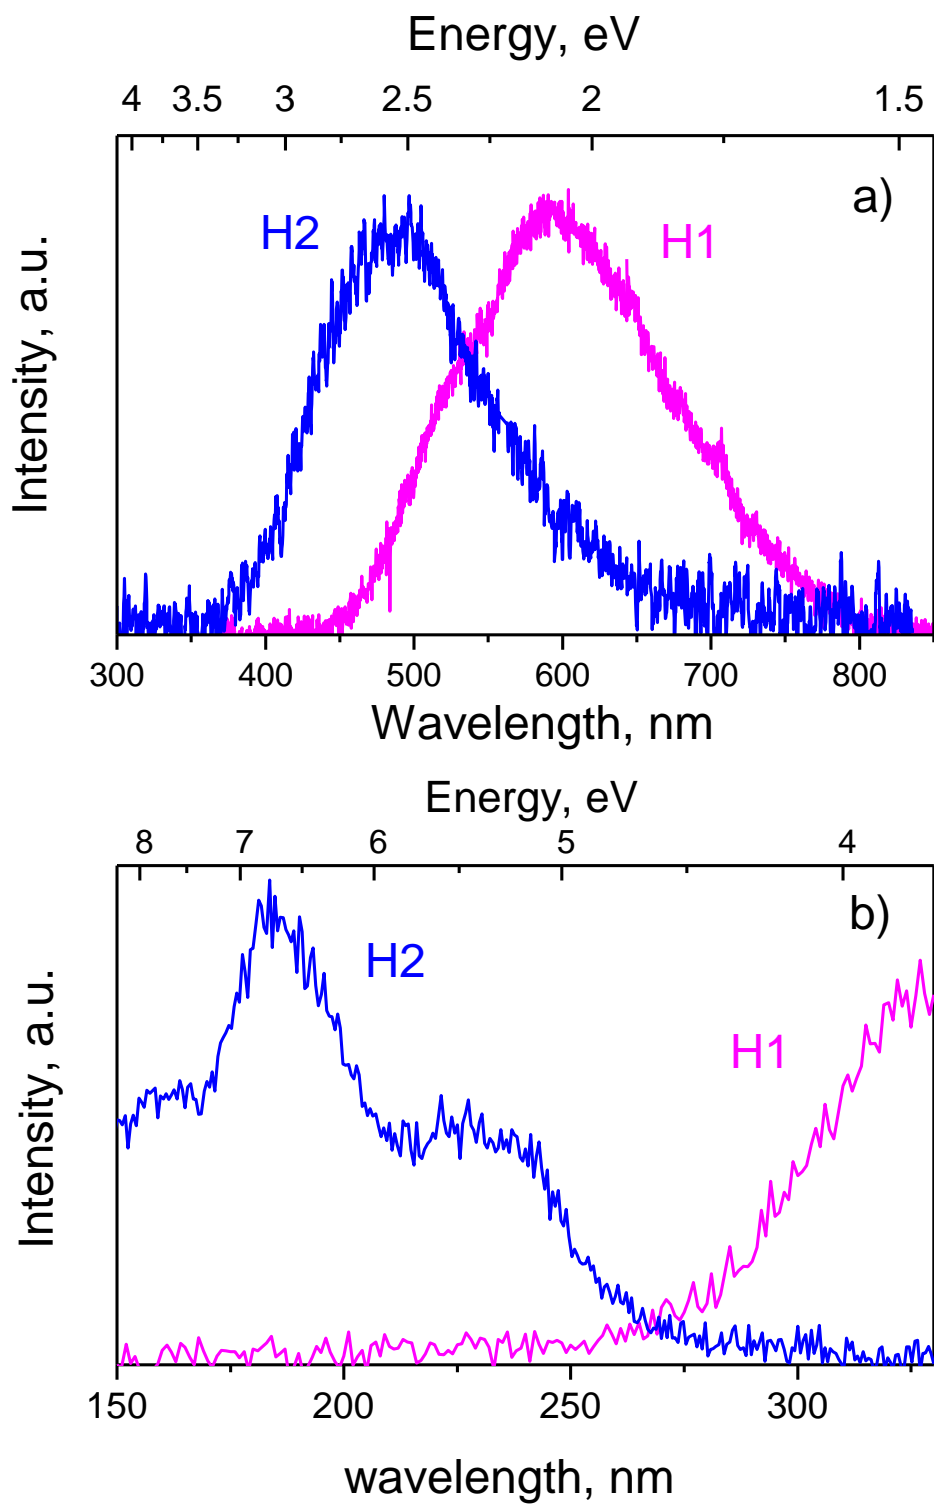 Energy, eV
4 3.5 3 2.5 2 1.5
a)
H2 H1
Intensity, a.u.
300 400 500 600 700 800
Wavelength, nm
Energy, eV
8 7 6 5 4
b)
H2
H1
Intensity, a.u.
150 200 250 300
wavelength, nm